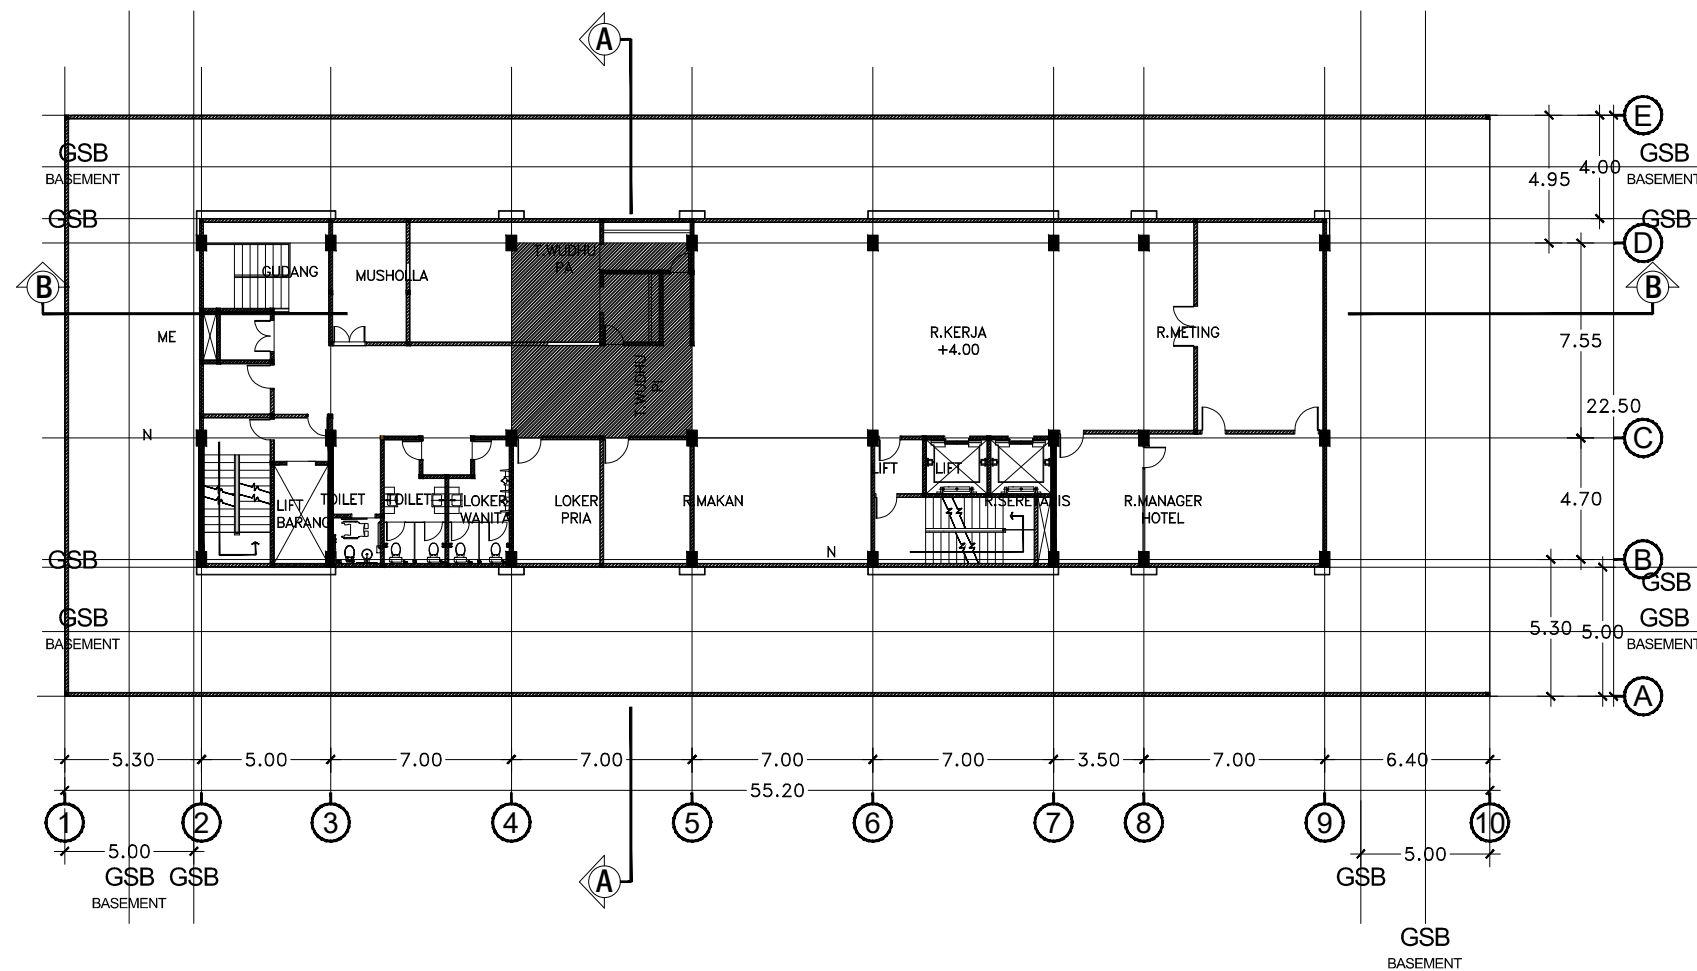 A
E
GSB
BASEMENT
GSB
BASEMENT
4.00
4.95
GSB
GSB
D
T.WUDHU
PA
GUDANG
MUSHOLLA
B
B
ME
R.KERJA
+4.00
R.METING
7.55
T.WUDHU
PI
22.50
N
C
LIFT
LIFT
TOILET
TOILET
LOKER
WANITA
LOKER
PRIA
R.MAKAN
R.SERETARIS
R.MANAGER
HOTEL
4.70
LIFT
BARANG
N
GSB
B
GSB
GSB
BASEMENT
GSB
BASEMENT
5.30
5.00
A
5.30
5.00
7.00
7.00
7.00
7.00
3.50
7.00
6.40
55.20
1
2
3
4
5
6
7
8
9
10
5.00
5.00
GSB
BASEMENT
GSB
A
GSB
GSB
BASEMENT